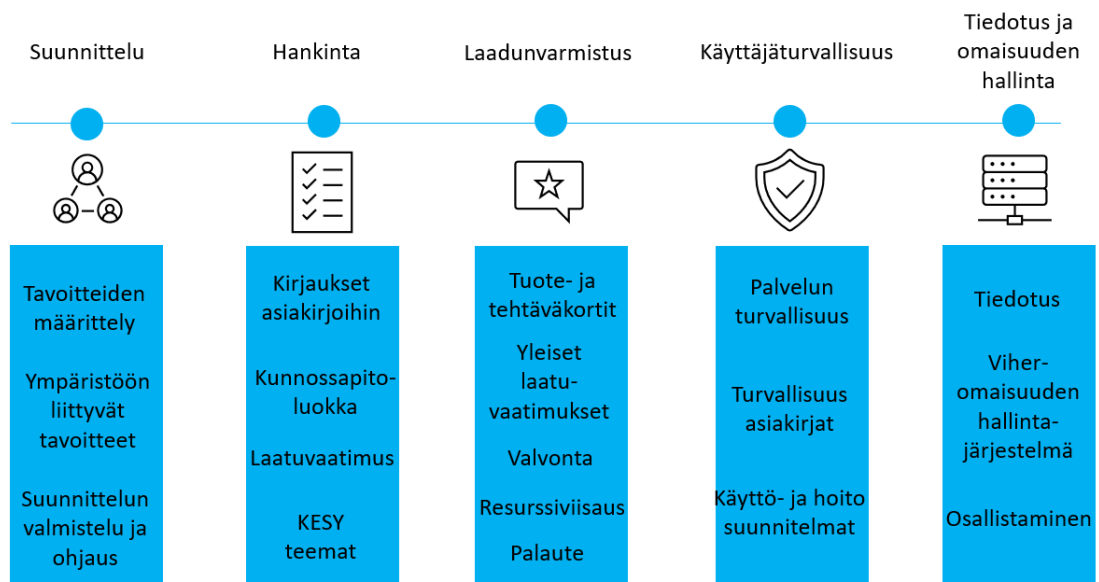 Suunnittelu
Hankinta
Laadunvarmistus
Käyttäjäturvallisuus
Tiedotus ja
omaisuuden
hallinta
Tavoitteiden
määrittely
Ympäristöön
liittyvät
tavoitteet
Suunnittelun
valmistelu ja
ohjaus
Kirjaukset
asiakirjoihin
Kunnossapito-
luokka
Laatuvaatimus
KESY
teemat
Tuote- ja
tehtäväkortit
Yleiset
laatu-
vaatimukset
Valvonta
Resurssiviisaus
Palaute
Palvelun
turvallisuus
Turvallisuus
asiakirjat
Käyttö- ja hoito
suunnitelmat
Tiedotus
Viher-
omaisuuden
hallinta-
järjestelmä
Osallistaminen